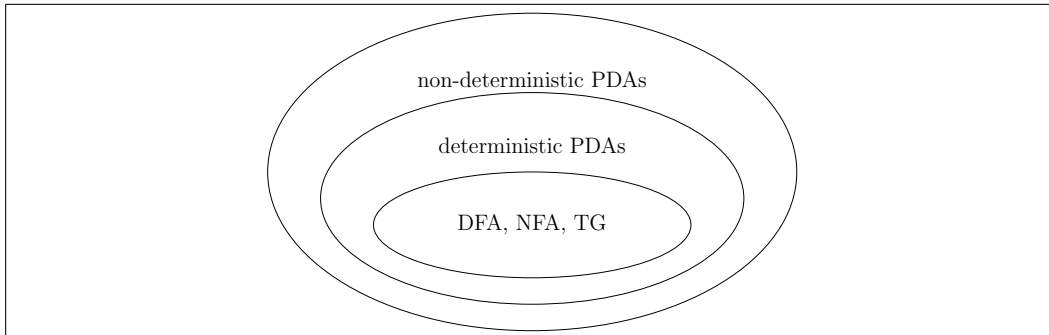 non-deterministic PDAs
deterministic PDAs
DFA, NFA, TG